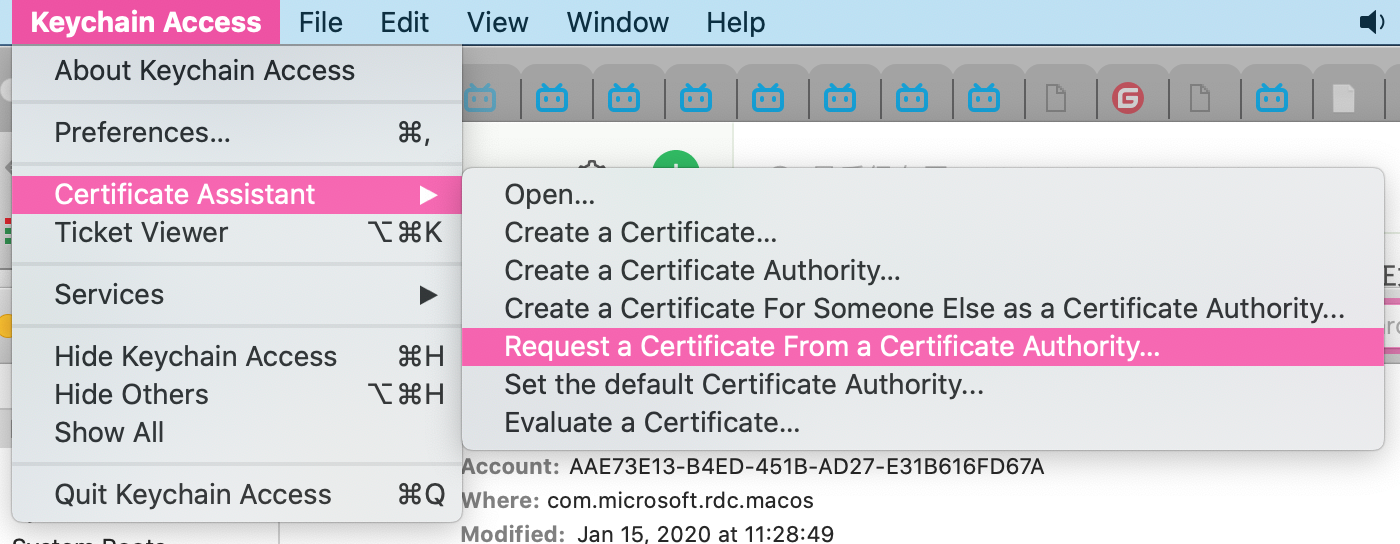 Keychain Access File Edit View Window Help
About Keychain Access
Preferences... ⌘,
Certificate Assistant ▶
Ticket Viewer ⌥⌘K
Services ▶
Hide Keychain Access ⌘H
Hide Others ⌥⌘H
Show All
Quit Keychain Access ⌘Q
Open...
Create a Certificate...
Create a Certificate Authority...
Create a Certificate For Someone Else as a Certificate Authority...
Request a Certificate From a Certificate Authority...
Set the default Certificate Authority...
Evaluate a Certificate...
Account: AAE73E13-B4ED-451B-AD27-E31B616FD67A
Where: com.microsoft.rdc.macos
Modified: Jan 15, 2020 at 11:28:49